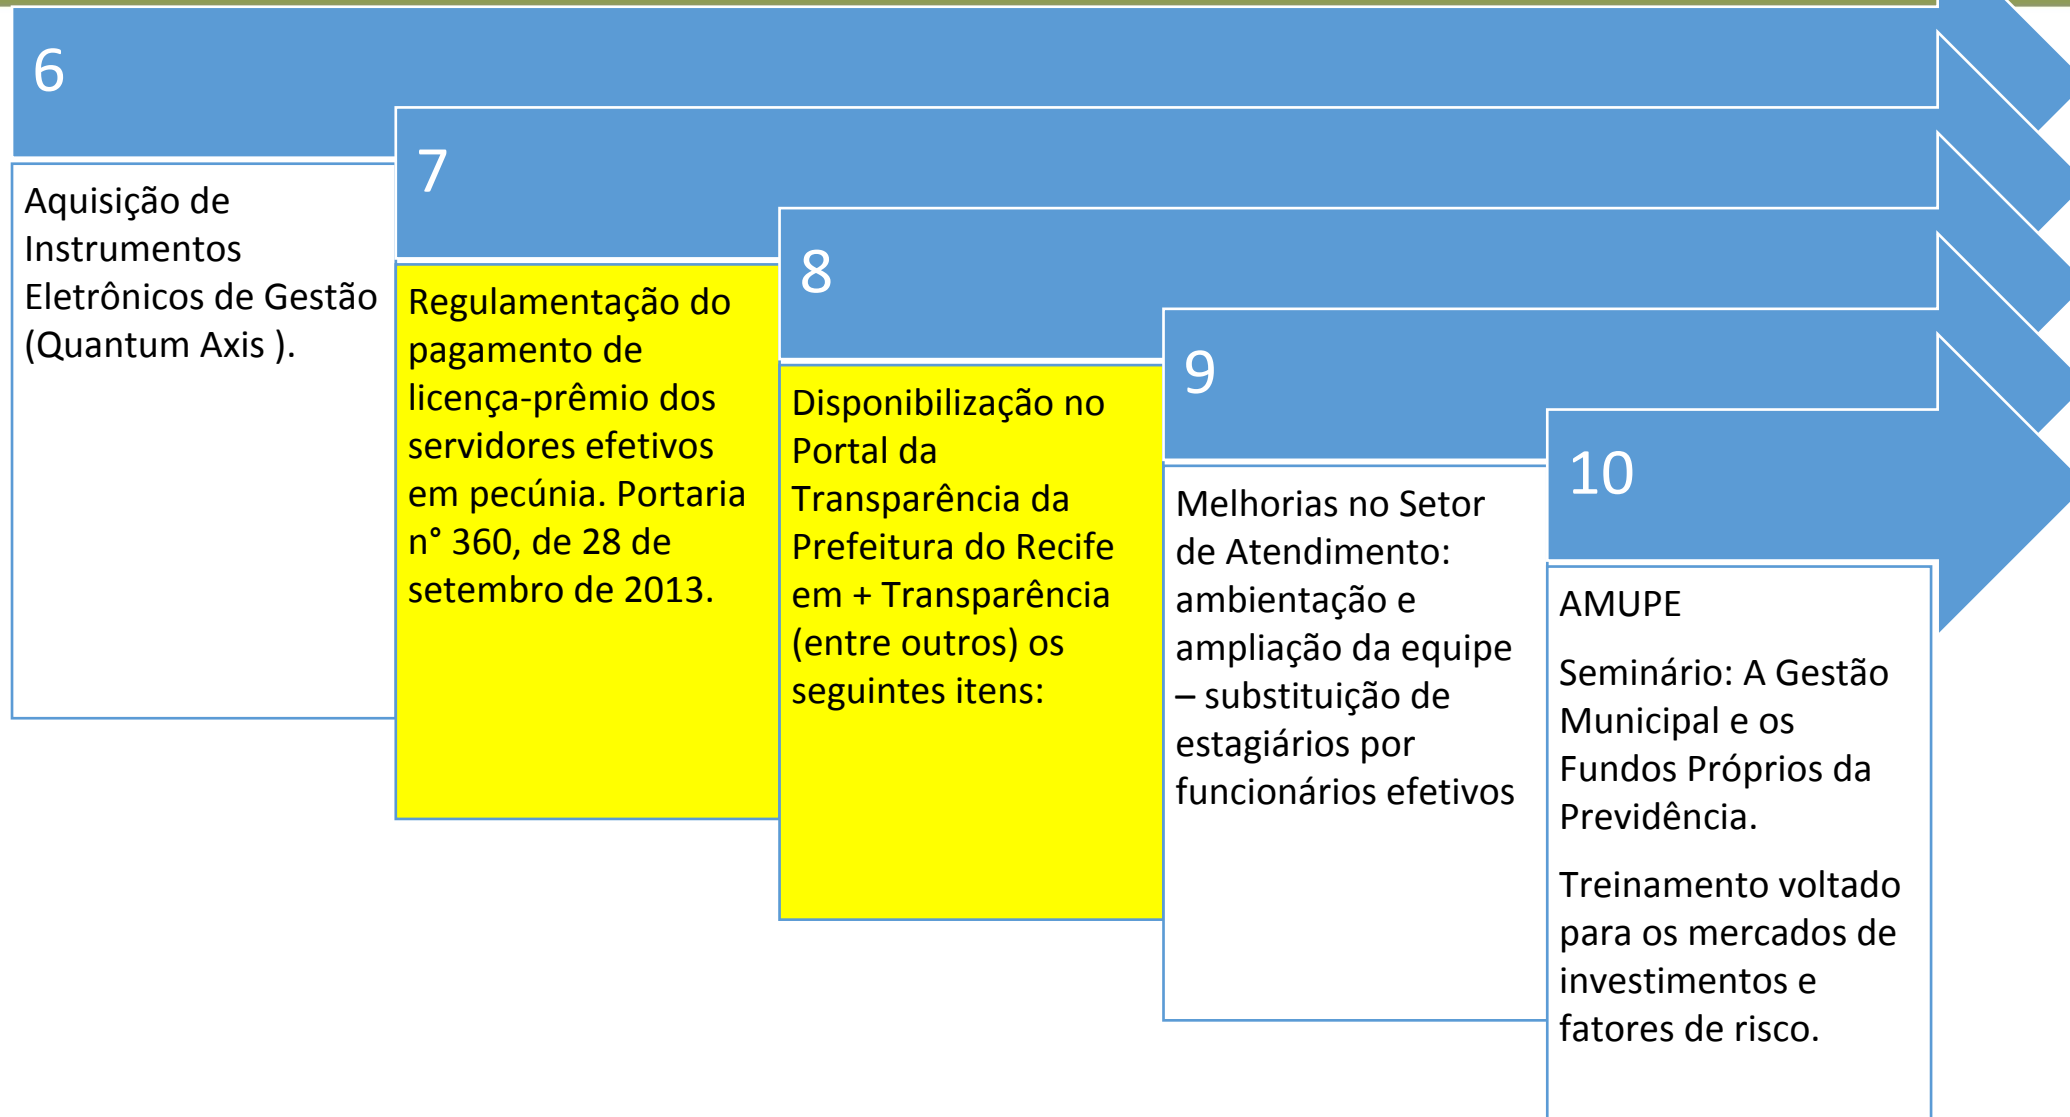 6
Aquisição de
Instrumentos
Eletrônicos de Gestão
(Quantum Axis ).
7
Regulamentação do
pagamento de
licença-prêmio dos
servidores efetivos
em pecúnia. Portaria
n° 360, de 28 de
setembro de 2013.
8
Disponibilização no
Portal da
Transparência da
Prefeitura do Recife
em + Transparência
(entre outros) os
seguintes itens:
9
Melhorias no Setor
de Atendimento:
ambientação e
ampliação da equipe
– substituição de
estagiários por
funcionários efetivos
10
AMUPE
Seminário: A Gestão
Municipal e os
Fundos Próprios da
Previdência.
Treinamento voltado
para os mercados de
investimentos e
fatores de risco.